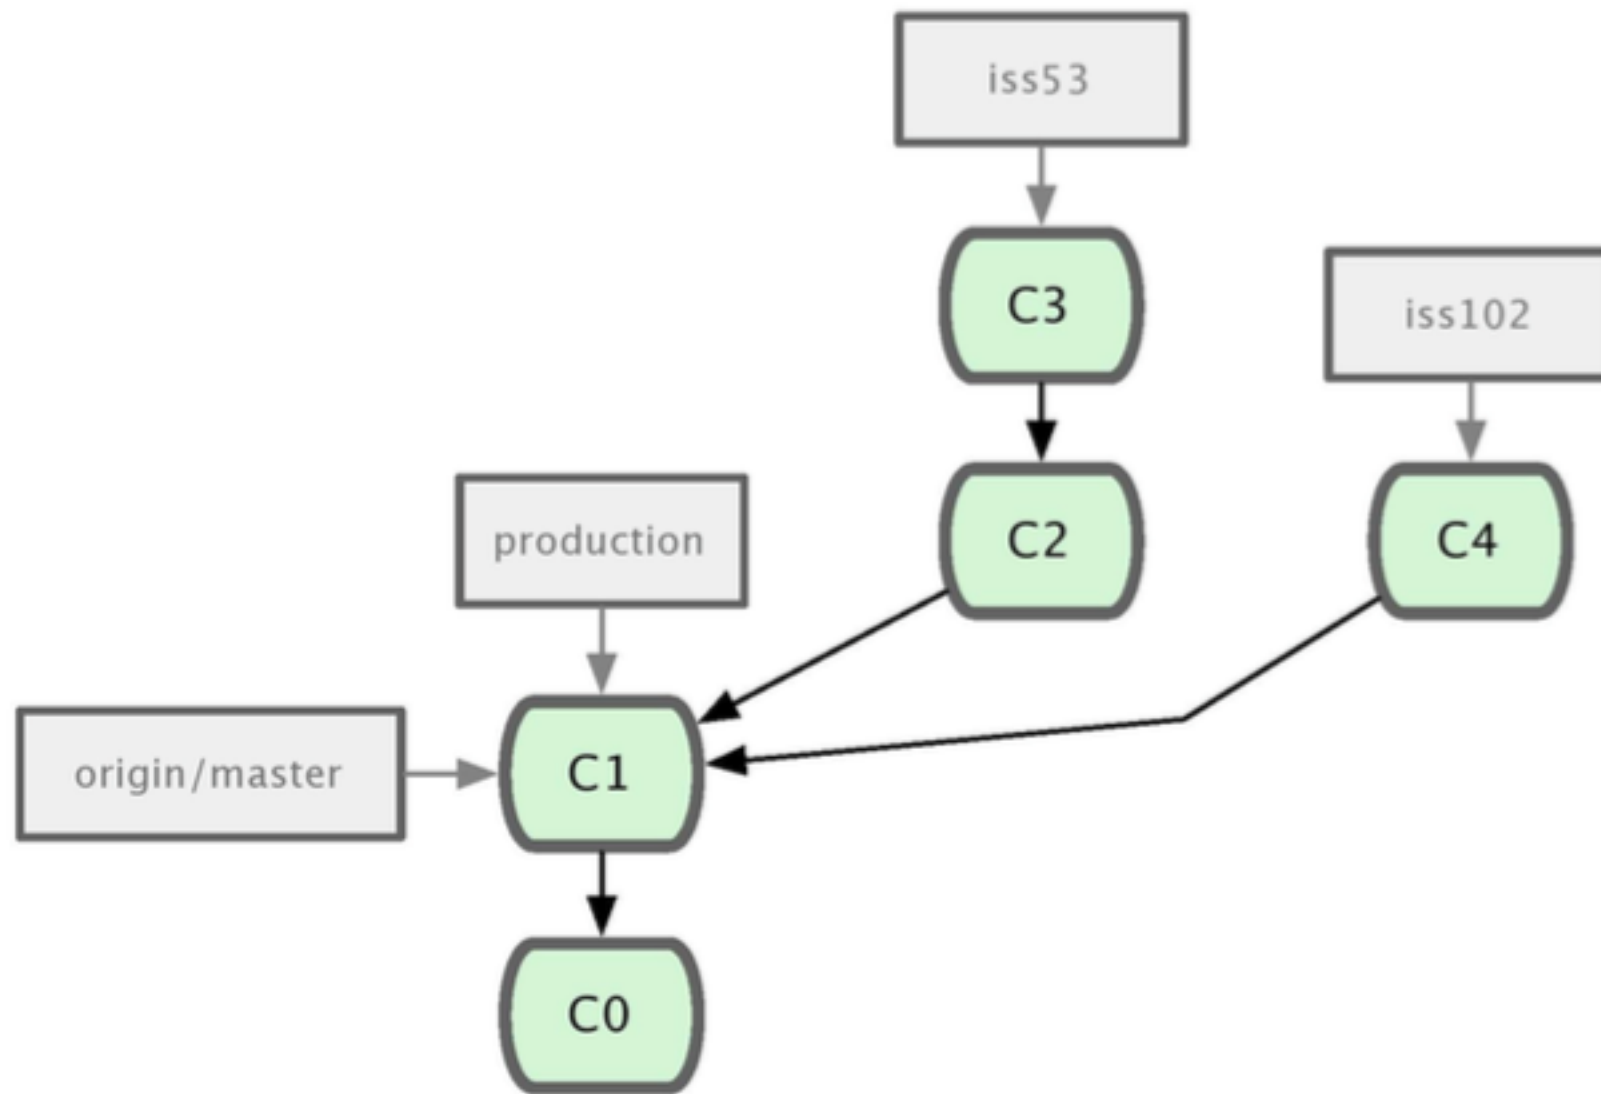 iss53
C3
iss102
production
C2
C4
origin/master
C1
C0